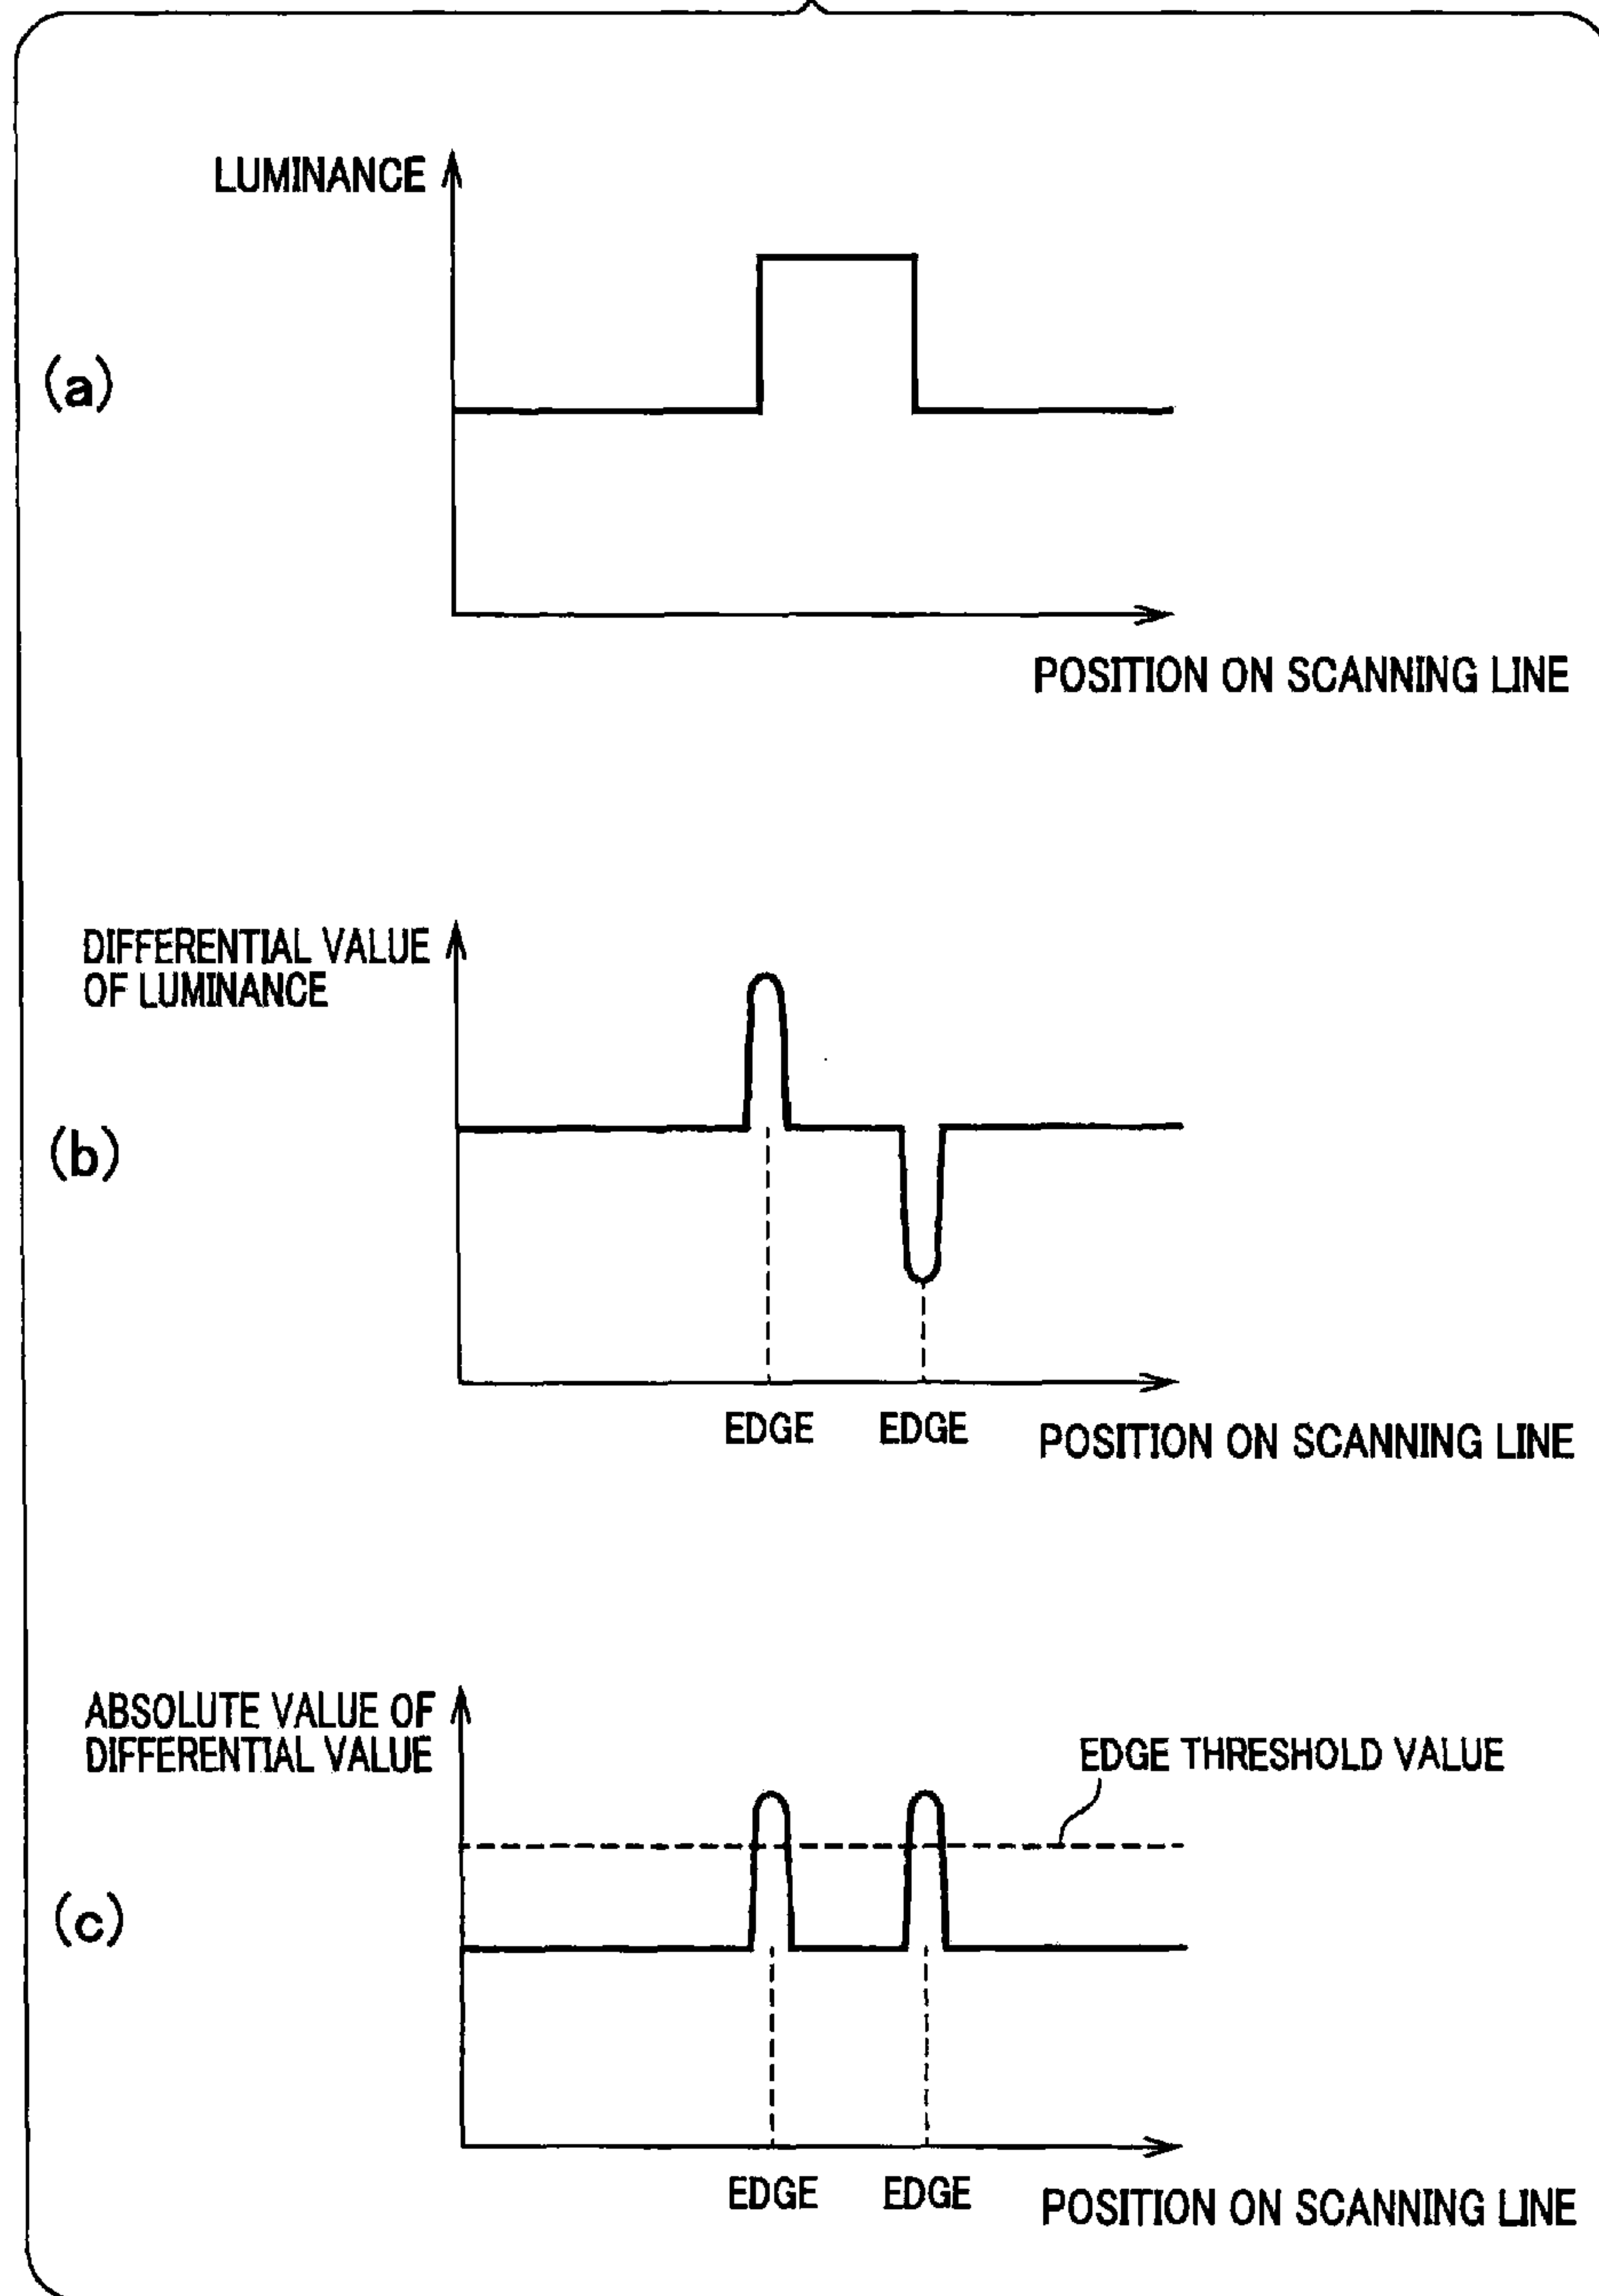 LUMINANCE
(a)
POSITION ON SCANNING LINE
DIFFERENTIAL VALUE
OF LUMINANCE
(b)
EDGE
EDGE
POSITION ON SCANNING LINE
ABSOLUTE VALUE OF
DIFFERENTIAL VALUE
EDGE THRESHOLD VALUE
(c)
EDGE
EDGE
POSITION ON SCANNING LINE